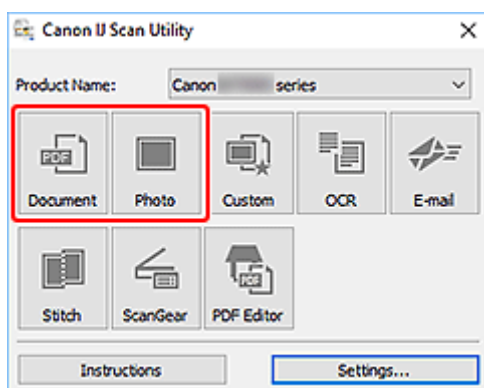 Canon IJ Scan Utility
Product Name: Canon series
PDF
Document Photo Custom OCR E-mail
PDF
Stitch ScanGear PDF Editor
Instructions Settings...